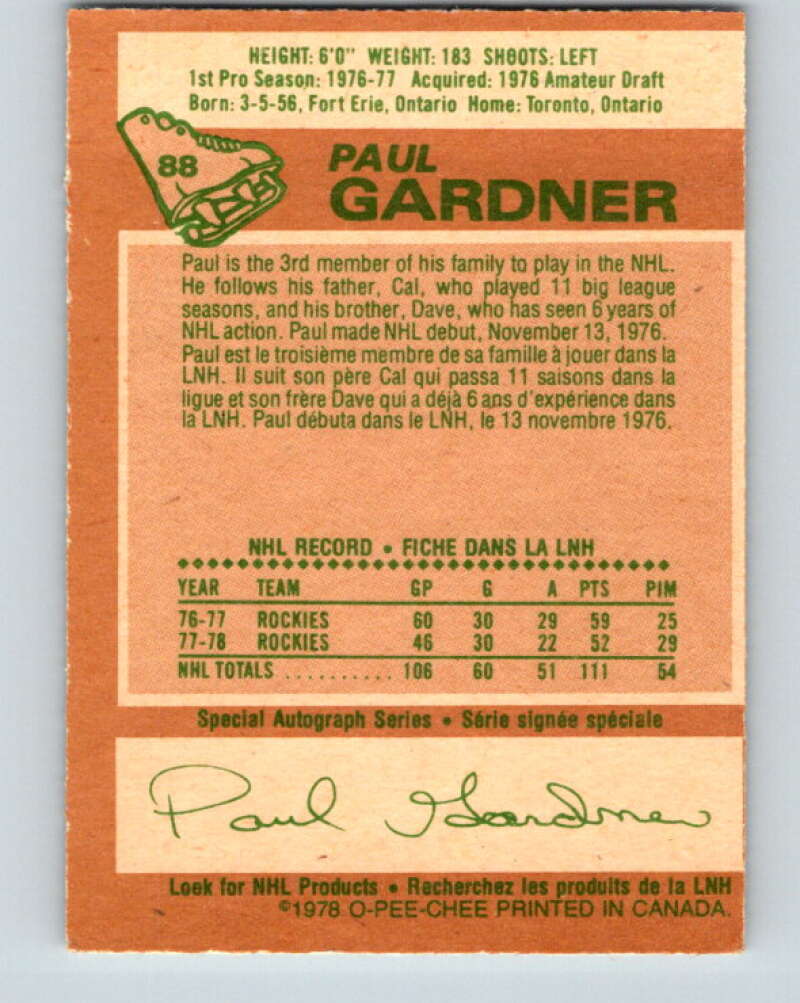 HEIGHT: 6'0" WEIGHT: 183 SHOOTS: LEFT
1st Pro Season: 1976-77 Acquired: 1976 Amateur Draft
Born: 3-5-56, Fort Erie, Ontario Home: Toronto, Ontario
88
PAUL
GARDNER
Paul is the 3rd member of his family to play in the NHL.
He follows his father, Cal, who played 11 big league
seasons, and his brother, Dave, who has seen 6 years of
NHL action. Paul made NHL debut, November 13, 1976.
Paul est le troisième membre de sa famille à jouer dans la
LNH. Il suit son père Cal qui passa 11 saisons dans la
ligue et son frère Dave qui a déjà 6 ans d'expérience dans
la LNH. Paul débuta dans le LNH, le 13 novembre 1976.
NHL RECORD • FICHE DANS LA LNH
YEAR TEAM GP G A PTS PIM
76-77 ROCKIES 60 30 29 59 25
77-78 ROCKIES 46 30 22 52 29
NHL TOTALS .......... 106 60 51 111 54
Special Autograph Series • Série signée spéciale
Paul Gardner
Look for NHL Products • Recherchez les produits de la LNH
©1978 O-PEE-CHEE PRINTED IN CANADA.